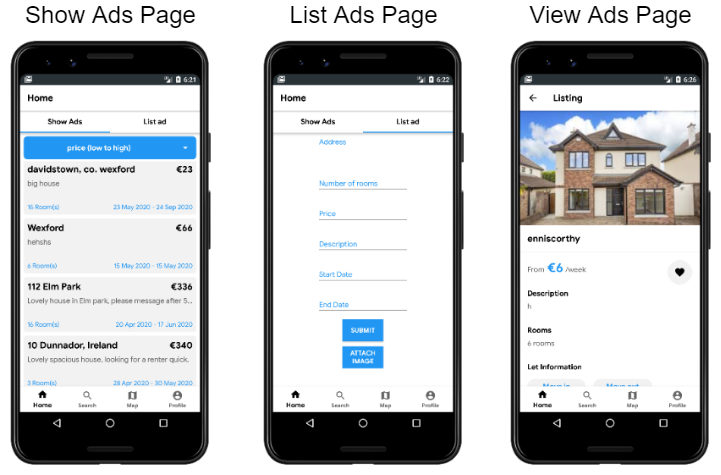 Show Ads Page
List Ads Page
View Ads Page
6:21
Home
Show Ads
List ad
price (low to high)
davidstown, co. wexford
€23
big house
15 Room(s)
23 May 2020 - 24 Sep 2020
Wexford
€66
hehshs
6 Room(s)
15 May 2020 - 15 May 2020
112 Elm Park
€336
Lovely house in Elm park, please message after 5...
16 Room(s)
20 Apr 2020 - 17 Jun 2020
10 Dunnador, Ireland
€340
Lovely spacious house, looking for a renter quick.
3 Room(s)
28 Apr 2020 - 30 May 2020
Home
Search
Map
Profile
6:22
Home
Show Ads
List ad
Address
Number of rooms
Price
Description
Start Date
End Date
SUBMIT
ATTACH
IMAGE
Home
Search
Map
Profile
6:26
Listing
enniscorthy
From €6 /week
Description
h
Rooms
6 rooms
Let Information
Move in
Move out
Home
Search
Map
Profile